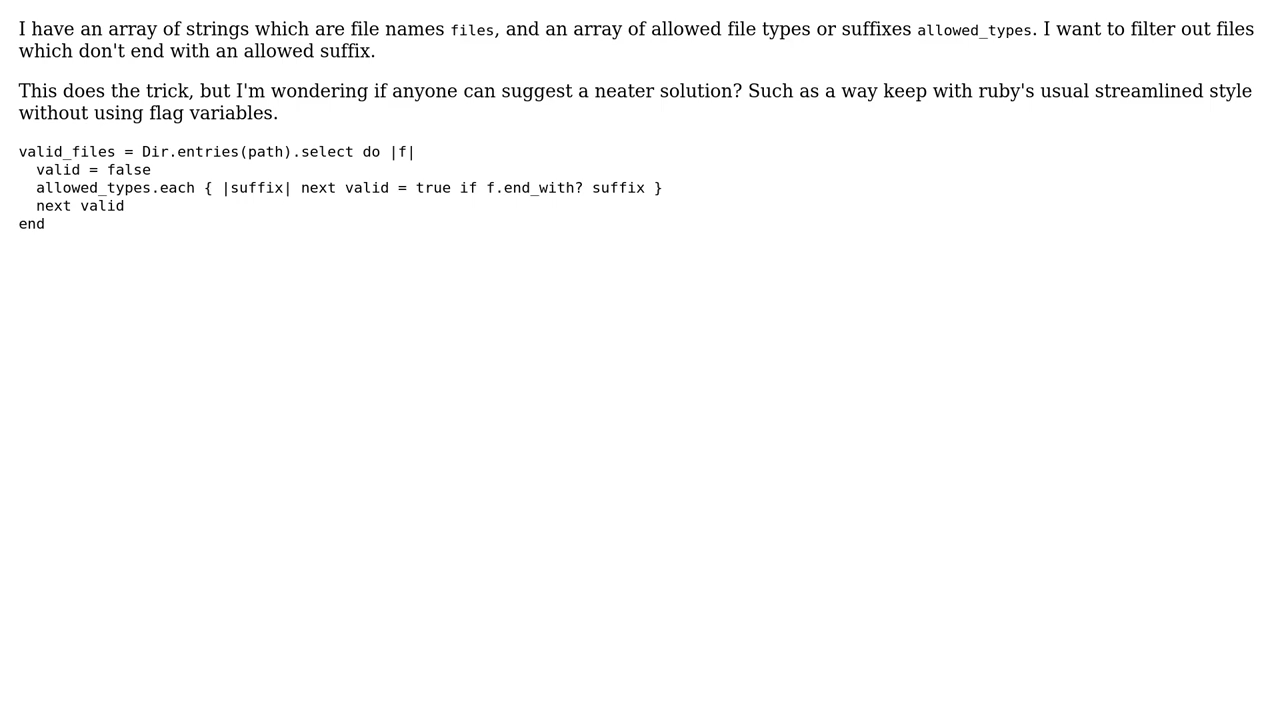 I have an array of strings which are file names files, and an array of allowed file types or suffixes allowed_types. I want to filter out files
which don't end with an allowed suffix.
This does the trick, but I'm wondering if anyone can suggest a neater solution? Such as a way keep with ruby's usual streamlined style
without using flag variables.
valid_files = Dir.entries(path).select do |f|
  valid = false
  allowed_types.each { |suffix| next valid = true if f.end_with? suffix }
  next valid
end